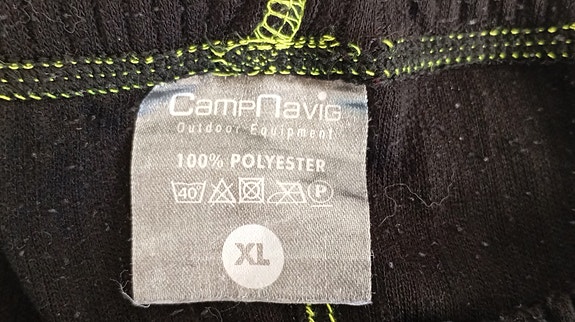 CampNavig
Outdoor Equipment
100% POLYESTER
40° P
XL